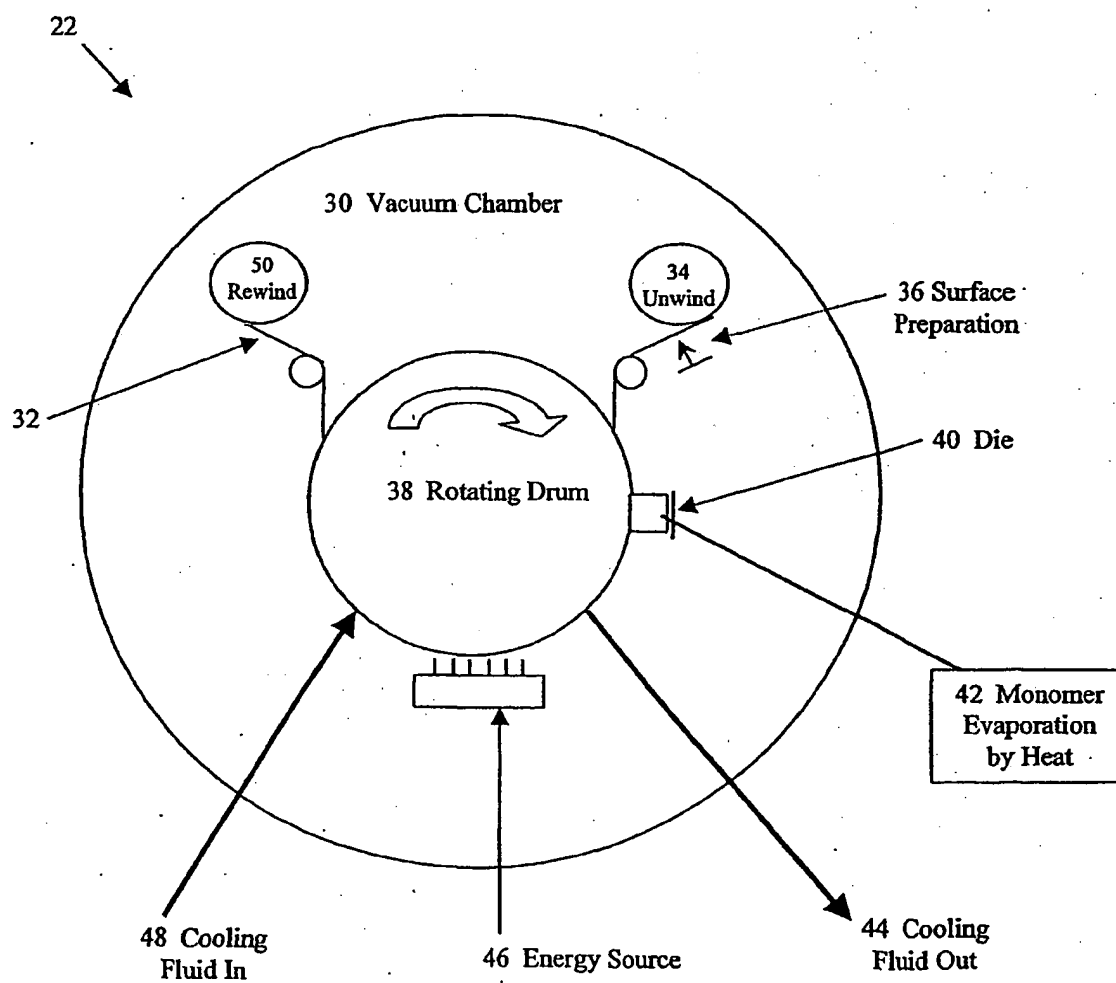 22
30 Vacuum Chamber
50
Rewind
34
Unwind
36 Surface
Preparation
32
40 Die
38 Rotating Drum
42 Monomer
Evaporation
by Heat
48 Cooling
Fluid In
46 Energy Source
44 Cooling
Fluid Out